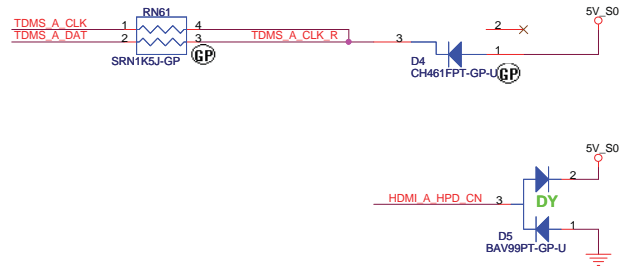 RN61
5V_S0
TDMS_A_CLK 1 4 2
TDMS_A_DAT 2 3 TDMS_A_CLK_R 3 1
SRN1K5J-GP GP
D4
CH461FPT-GP-U GP
5V_S0
2
HDMI_A_HPD_CN 3 DY
1
D5
BAV99PT-GP-U